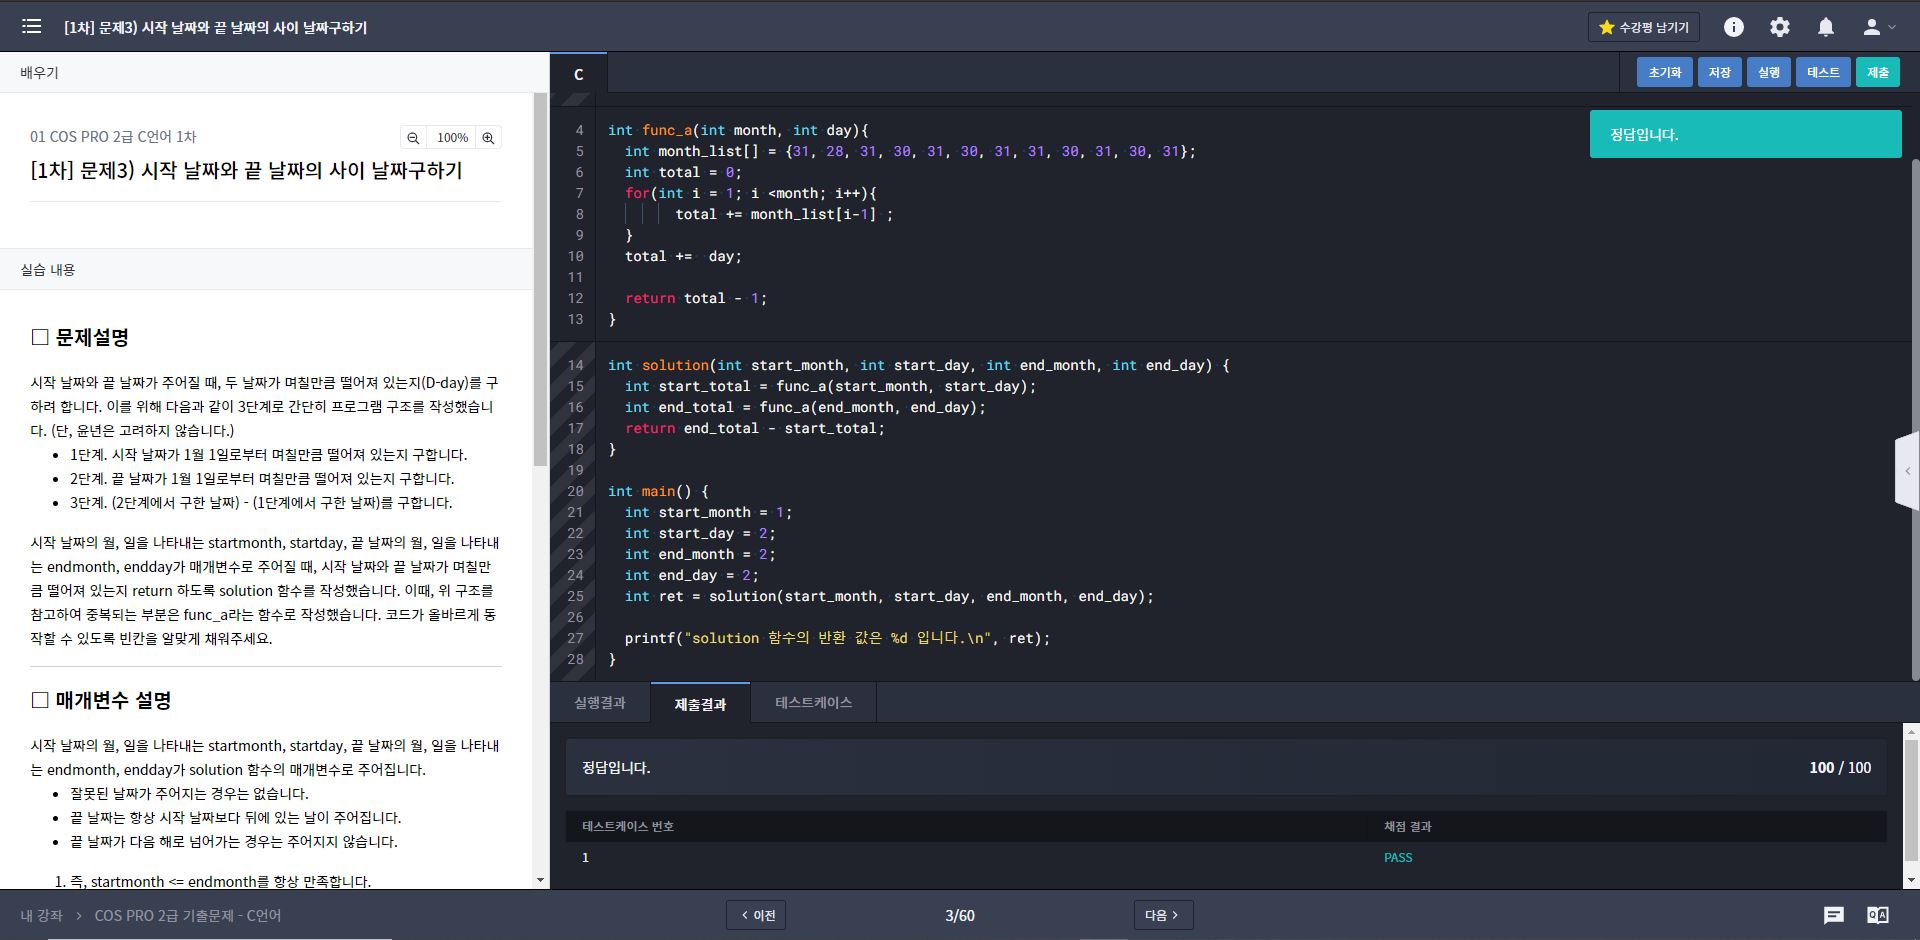 [1차] 문제3) 시작 날짜와 끝 날짜의 사이 날짜구하기
수강평 남기기
배우기
01 COS PRO 2급 C언어 1차
100%
[1차] 문제3) 시작 날짜와 끝 날짜의 사이 날짜구하기
실습 내용
문제설명
시작 날짜와 끝 날짜가 주어질 때, 두 날짜가 며칠만큼 떨어져 있는지(D-day)를 구
하려 합니다. 이를 위해 다음과 같이 3단계로 간단히 프로그램 구조를 작성했습니
다. (단, 윤년은 고려하지 않습니다.)
• 1단계. 시작 날짜가 1월 1일로부터 며칠만큼 떨어져 있는지 구합니다.
• 2단계. 끝 날짜가 1월 1일로부터 며칠만큼 떨어져 있는지 구합니다.
• 3단계. (2단계에서 구한 날짜) - (1단계에서 구한 날짜)를 구합니다.
시작 날짜의 월, 일을 나타내는 startmonth, startday, 끝 날짜의 월, 일을 나타내
는 endmonth, endday가 매개변수로 주어질 때, 시작 날짜와 끝 날짜가 며칠만
큼 떨어져 있는지 return 하도록 solution 함수를 작성했습니다. 이때, 위 구조를
참고하여 중복되는 부분은 func_a라는 함수로 작성했습니다. 코드가 올바르게 동
작할 수 있도록 빈칸을 알맞게 채워주세요.
매개변수 설명
시작 날짜의 월, 일을 나타내는 startmonth, startday, 끝 날짜의 월, 일을 나타내
는 endmonth, endday가 solution 함수의 매개변수로 주어집니다.
• 잘못된 날짜가 주어지는 경우는 없습니다.
• 끝 날짜는 항상 시작 날짜보다 뒤에 있는 날이 주어집니다.
• 끝 날짜가 다음 해로 넘어가는 경우는 주어지지 않습니다.
1. 즉, startmonth <= endmonth를 항상 만족합니다.
C
초기화 저장 실행 테스트 제출
정답입니다.
4 int func_a(int month, int day){
5 int month_list[] = {31, 28, 31, 30, 31, 30, 31, 31, 30, 31, 30, 31};
6 int total = 0;
7 for(int i = 1; i <month; i++){
8 total += month_list[i-1] ;
9 }
10 total +=  day;
11
12 return total - 1;
13 }
14 int solution(int start_month, int start_day, int end_month, int end_day) {
15 int start_total = func_a(start_month, start_day);
16 int end_total = func_a(end_month, end_day);
17 return end_total - start_total;
18 }
19
20 int main() {
21 int start_month = 1;
22 int start_day = 2;
23 int end_month = 2;
24 int end_day = 2;
25 int ret = solution(start_month, start_day, end_month, end_day);
26
27 printf("solution 함수의 반환 값은 %d 입니다.\n", ret);
28 }
실행결과 제출결과 테스트케이스
정답입니다. 100 / 100
테스트케이스 번호 채점 결과
1 PASS
내 강좌 > COS PRO 2급 기출문제 - C언어
< 이전 3/60 다음 >
Q A